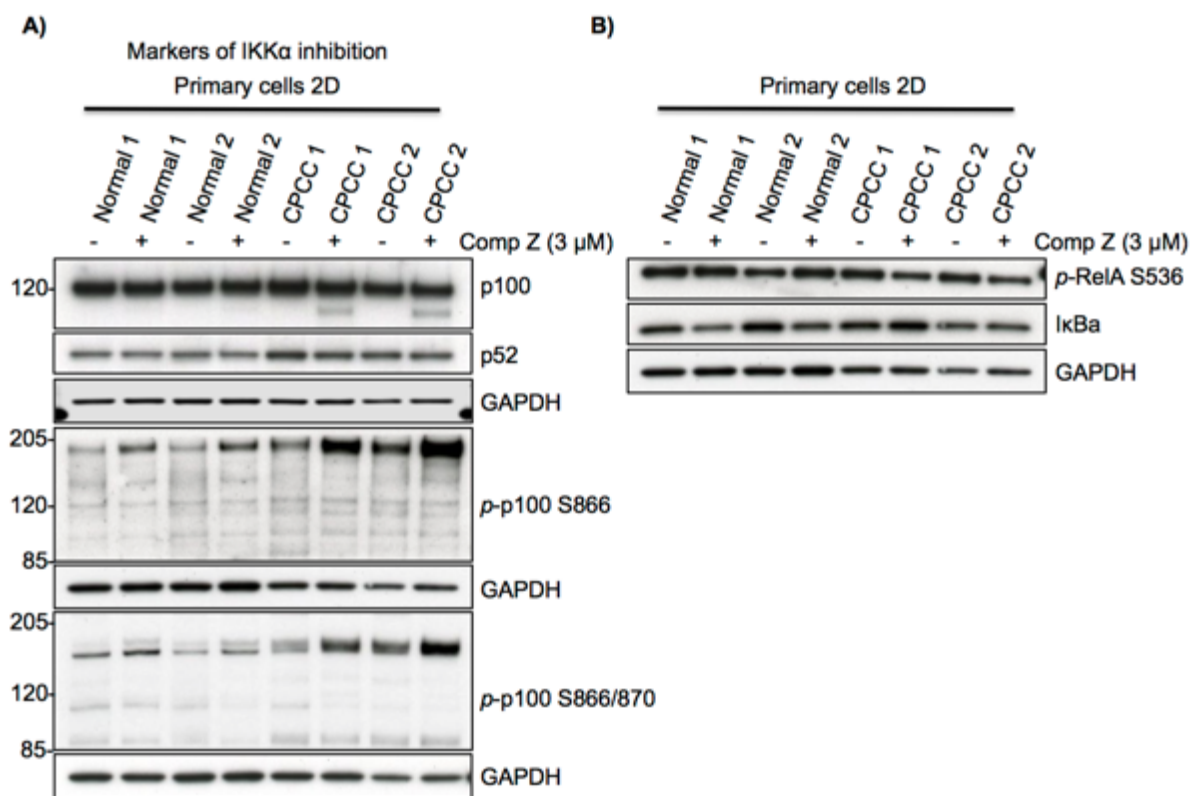 A)
Markers of IKKα inhibition
Primary cells 2D
Normal 1 Normal 1 Normal 2 Normal 2 CPCC 1 CPCC 1 CPCC 2 CPCC 2
- + - + - + - + Comp Z (3 µM)
120- p100
p52
GAPDH
205-
120- p-p100 S866
85-
GAPDH
205-
120- p-p100 S866/870
85-
GAPDH
B)
Primary cells 2D
Normal 1 Normal 1 Normal 2 Normal 2 CPCC 1 CPCC 1 CPCC 2 CPCC 2
- + - + - + - + Comp Z (3 µM)
p-RelA S536
IκBa
GAPDH